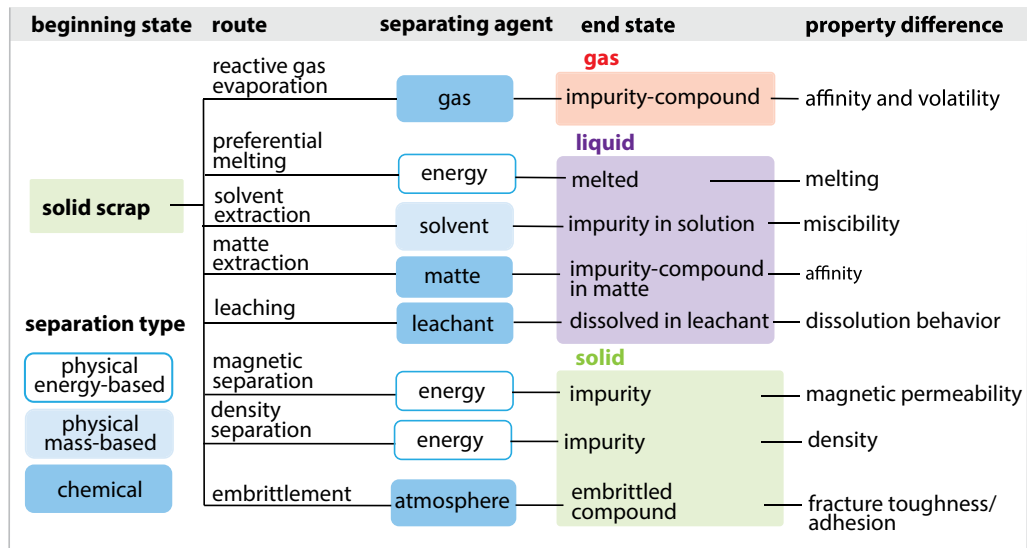 beginning state route separating agent end state property difference
gas
reactive gas
evaporation
gas
impurity-compound
affinity and volatility
preferential
melting
liquid
energy
melted
melting
solid scrap
solvent
extraction
solvent
impurity in solution
miscibility
matte
extraction
matte
impurity-compound
in matte
affinity
leaching
leachant
dissolved in leachant
dissolution behavior
solid
magnetic
separation
energy
impurity
magnetic permeability
density
separation
energy
impurity
density
embrittlement
atmosphere
embrittled
compound
fracture toughness/
adhesion
separation type
physical
energy-based
physical
mass-based
chemical